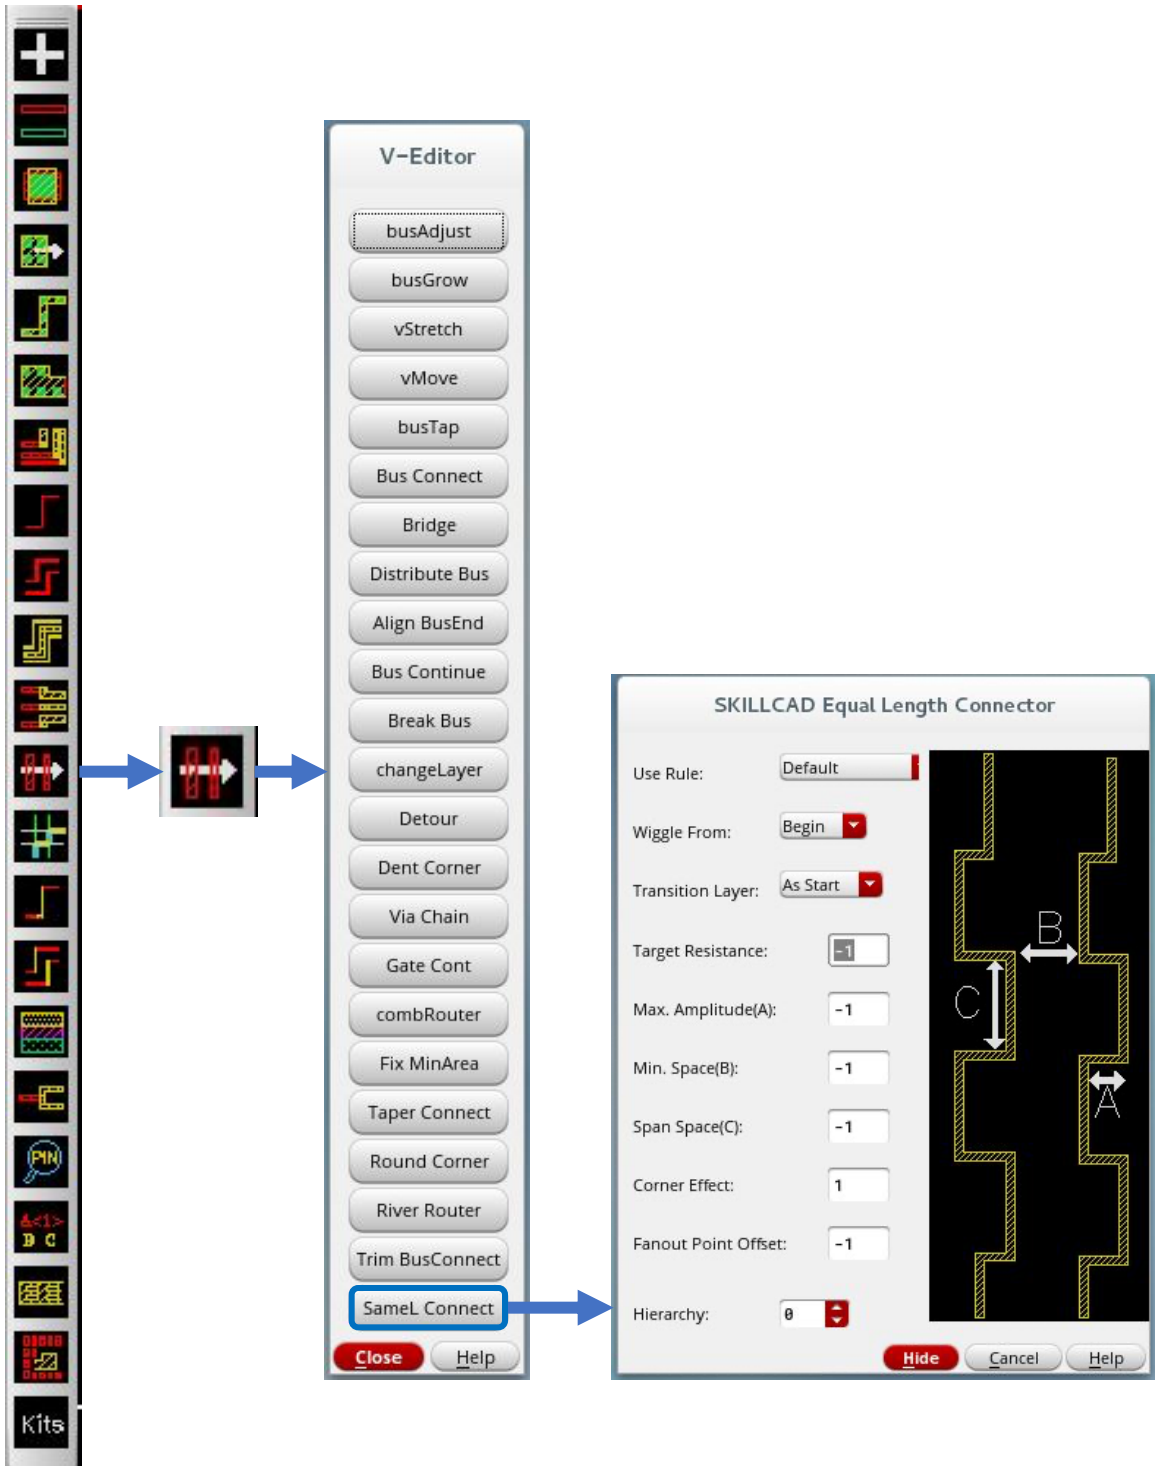 V-Editor
busAdjust
busGrow
vStretch
vMove
busTap
Bus Connect
Bridge
Distribute Bus
Align BusEnd
Bus Continue
Break Bus
changeLayer
Detour
Dent Corner
Via Chain
Gate Cont
combRouter
Fix MinArea
Taper Connect
Round Corner
River Router
Trim BusConnect
SameL Connect
Close
Help
SKILLCAD Equal Length Connector
Use Rule:
Default
Wiggle From:
Begin
Transition Layer:
As Start
Target Resistance:
-1
Max. Amplitude(A):
-1
Min. Space(B):
-1
Span Space(C):
-1
Corner Effect:
1
Fanout Point Offset:
-1
Hierarchy:
0
B
C
A
Hide
Cancel
Help
PIN
A<1>
B C
Kits